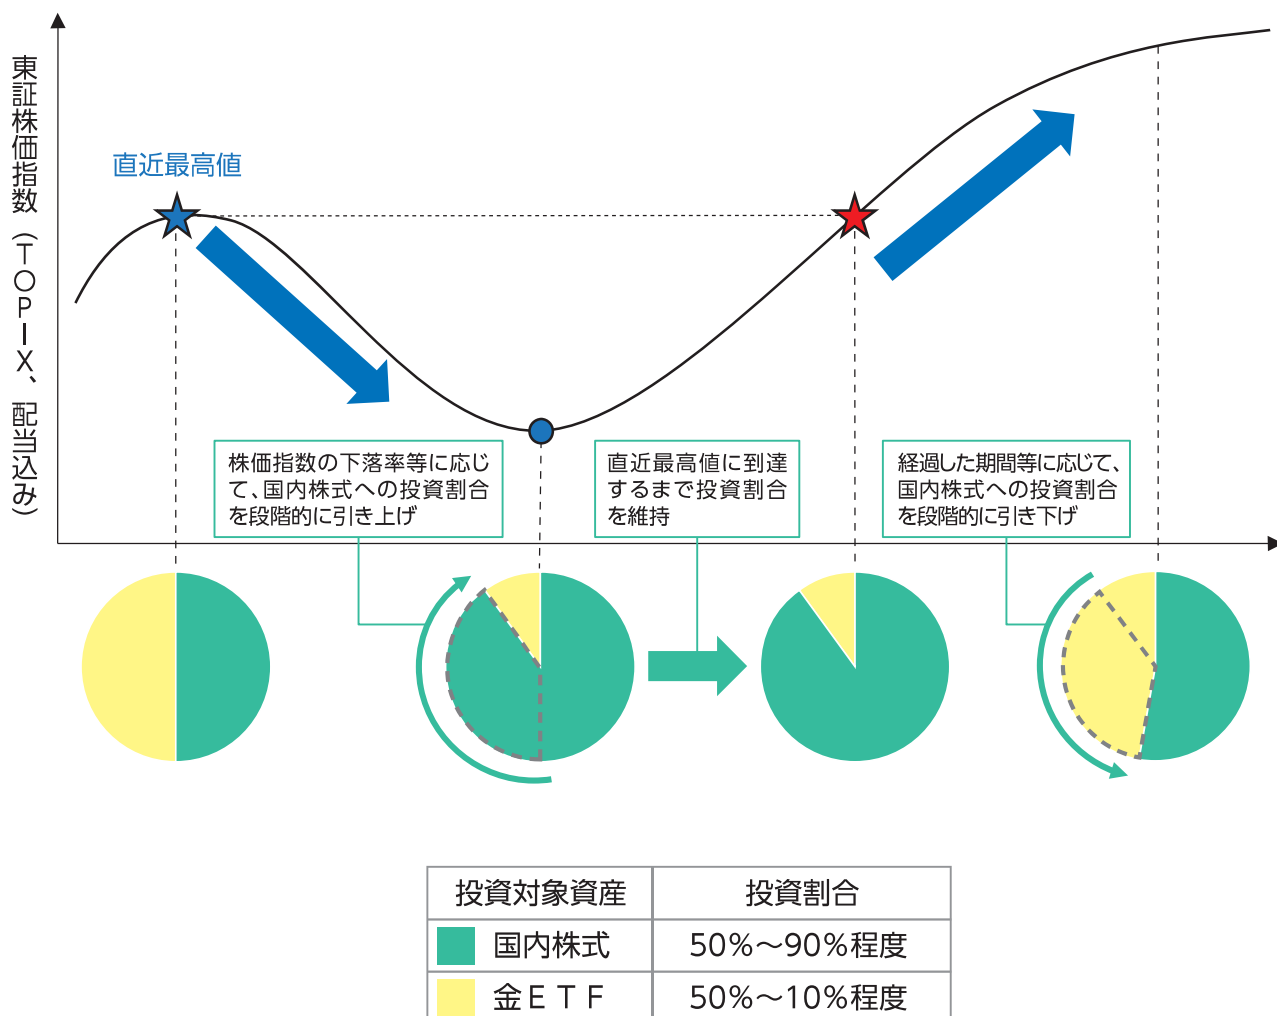 東証株価指数（TOPIX、配当込み）
直近最高値
株価指数の下落率等に応じ
て、国内株式への投資割合
を段階的に引き上げ
直近最高値に到達
するまで投資割合
を維持
経過した期間等に応じて、
国内株式への投資割合
を段階的に引き下げ
投資対象資産 投資割合
国内株式 50%～90%程度
金ＥＴＦ 50%～10%程度